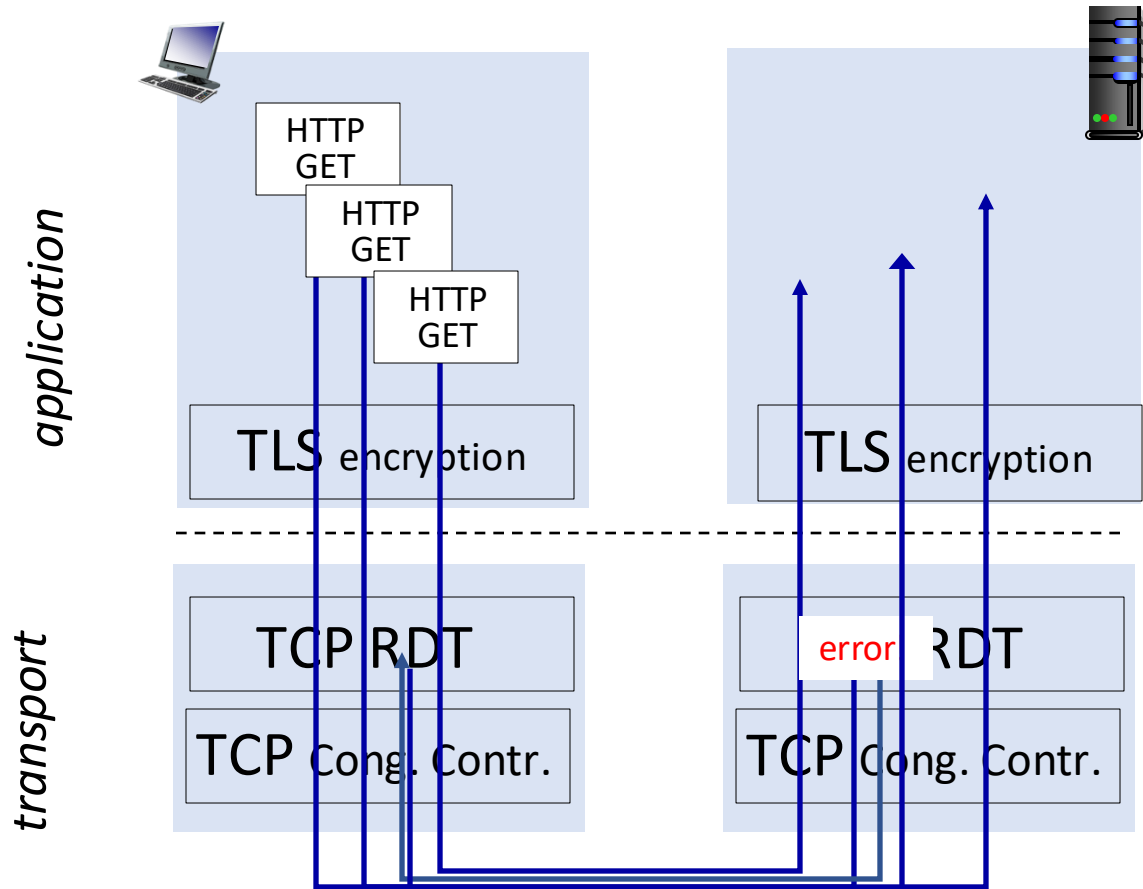 application
HTTP
GET
HTTP
GET
HTTP
GET
TLS encryption
TLS encryption
transport
TCP RDT
error RDT
TCP Cong. Contr.
TCP Cong. Contr.